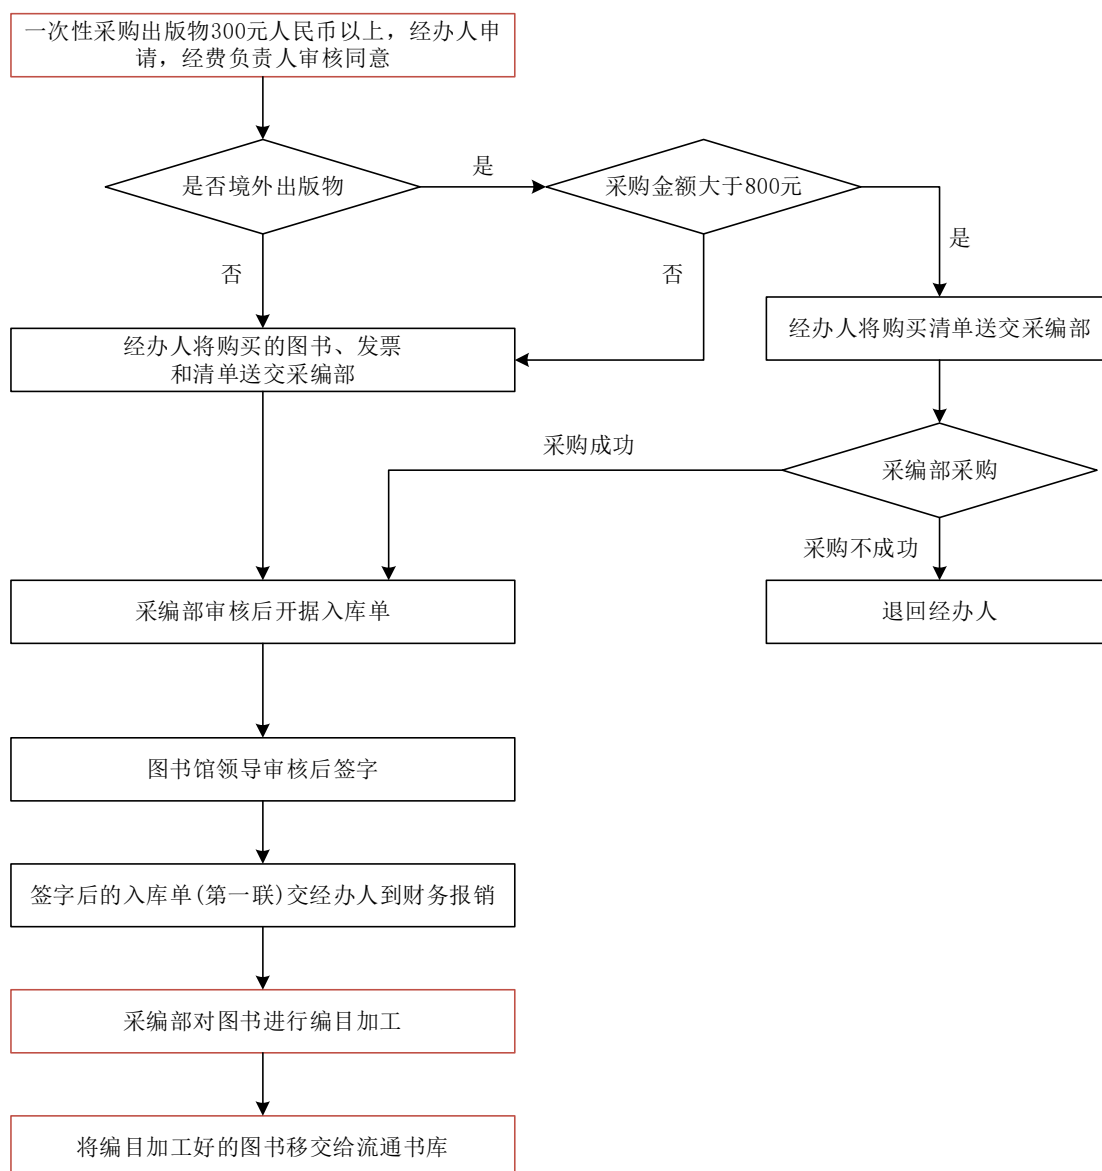 一次性采购出版物300元人民币以上，经办人申
请，经费负责人审核同意
是否境外出版物
是
采购金额大于800元
是
否
否
经办人将购买的图书、发票
和清单送交采编部
经办人将购买清单送交采编部
采购成功
采编部采购
采购不成功
采编部审核后开据入库单
退回经办人
图书馆领导审核后签字
签字后的入库单(第一联)交经办人到财务报销
采编部对图书进行编目加工
将编目加工好的图书移交给流通书库